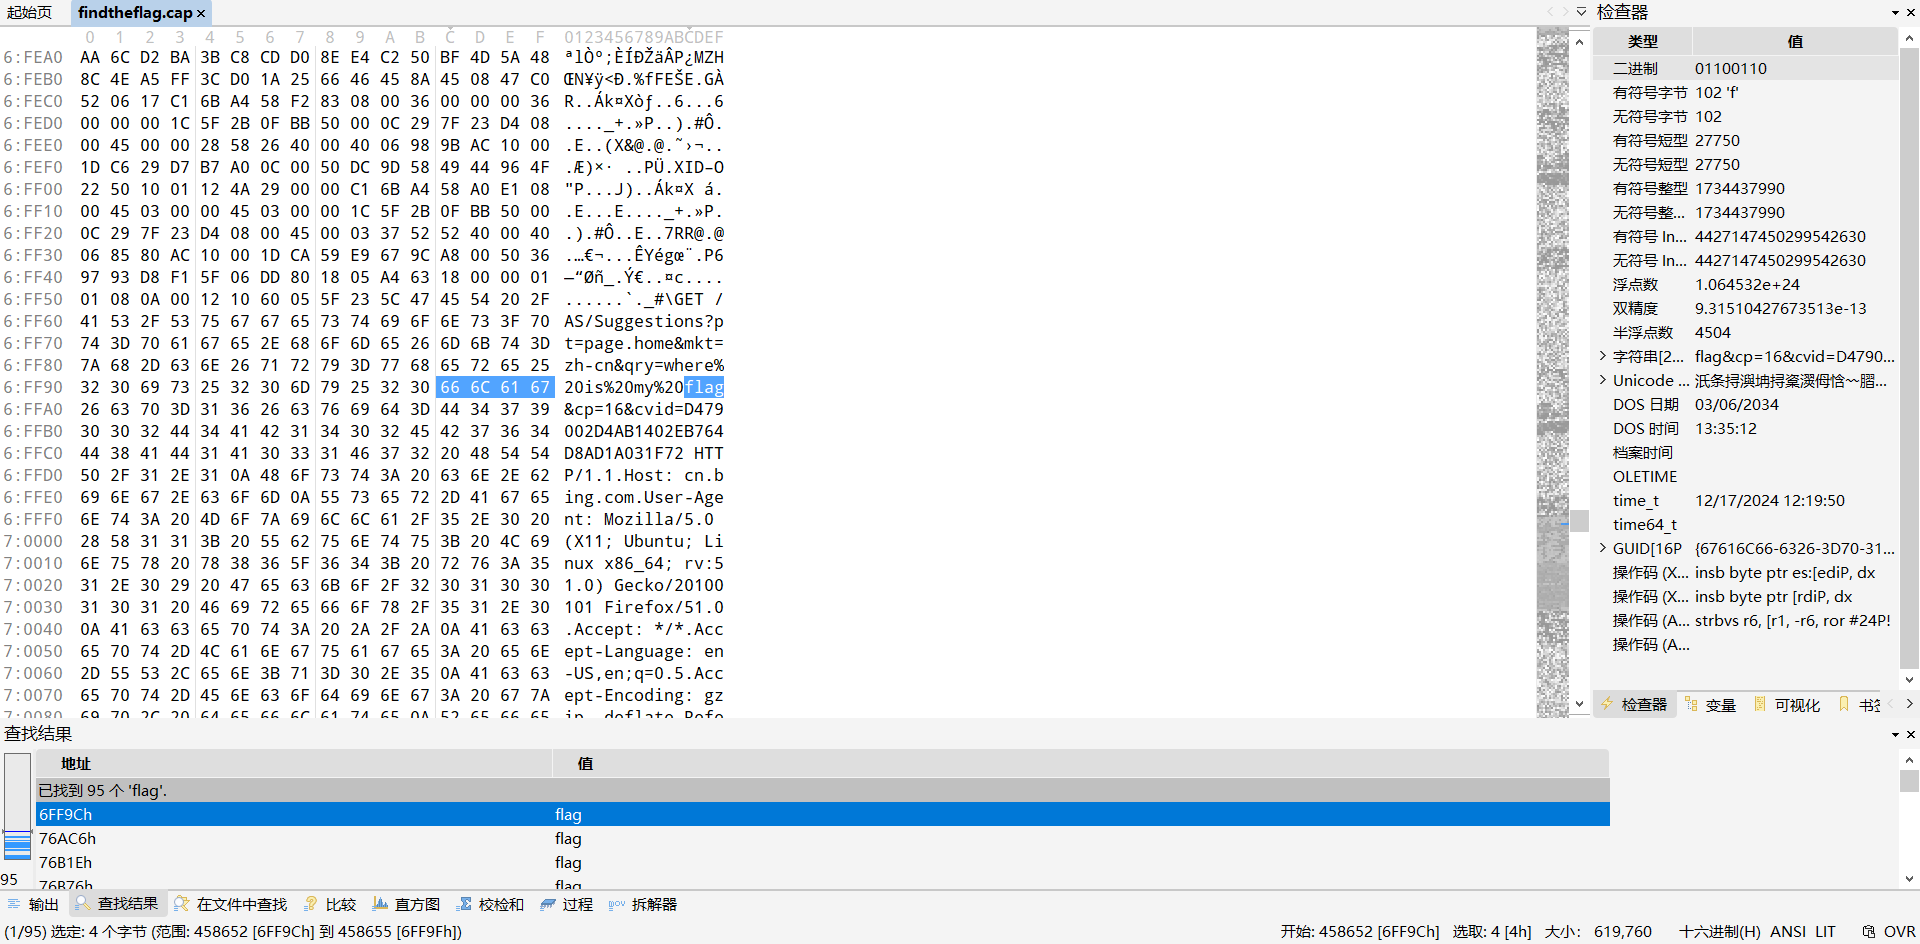 起始页 findtheflag.cap ×
0 1 2 3 4 5 6 7 8 9 A B C D E F 0123456789ABCDEF
6:FEA0 AA 6C D2 BA 3B C8 CD D0 8E E4 C2 50 BF 4D 5A 48 ªlÒº;ÈÍÐŽäÂP¿MZH
6:FEB0 8C 4E A5 FF 3C D0 1A 25 66 46 45 8A 45 08 47 C0 ŒN¥ÿ<Ð.%fFEŠE.GÀ
6:FEC0 52 06 17 C1 6B A4 58 F2 83 08 00 36 00 00 00 36 R..Ák¤Xòƒ..6...6
6:FED0 00 00 00 1C 5F 2B 0F BB 50 00 0C 29 7F 23 D4 08 ...._+.»P..).#Ô.
6:FEE0 00 45 00 00 28 58 26 40 00 40 06 98 9B AC 10 00 .E..(X&@.@.˜›¬..
6:FEF0 1D C6 29 D7 B7 A0 0C 00 50 DC 9D 58 49 44 96 4F .Æ)×· ..PÜ.XID–O
6:FF00 22 50 10 01 12 4A 29 00 00 C1 6B A4 58 A0 E1 08 "P...J)..Ák¤X á.
6:FF10 00 45 03 00 00 45 03 00 00 1C 5F 2B 0F BB 50 00 .E...E...._+.»P.
6:FF20 0C 29 7F 23 D4 08 00 45 00 03 37 52 52 40 00 40 .).#Ô..E..7RR@.@
6:FF30 06 85 80 AC 10 00 1D CA 59 E9 67 9C A8 00 50 36 .…€¬...ÊYégœ¨.P6
6:FF40 97 93 D8 F1 5F 06 DD 80 18 05 A4 63 18 00 00 01 —“Øñ_.Ý€..¤c....
6:FF50 01 08 0A 00 12 10 60 05 5F 23 5C 47 45 54 20 2F ......`._#\GET /
6:FF60 41 53 2F 53 75 67 67 65 73 74 69 6F 6E 73 3F 70 AS/Suggestions?p
6:FF70 74 3D 70 61 67 65 2E 68 6F 6D 65 26 6D 6B 74 3D t=page.home&mkt=
6:FF80 7A 68 2D 63 6E 26 71 72 79 3D 77 68 65 72 65 25 zh-cn&qry=where%
6:FF90 32 30 69 73 25 32 30 6D 79 25 32 30 66 6C 61 67 20is%20my%20flag
6:FFA0 26 63 70 3D 31 36 26 63 76 69 64 3D 44 34 37 39 &cp=16&cvid=D479
6:FFB0 30 30 32 44 34 41 42 31 34 30 32 45 42 37 36 34 002D4AB1402EB764
6:FFC0 44 38 41 44 31 41 30 33 31 46 37 32 20 48 54 54 D8AD1A031F72 HTT
6:FFD0 50 2F 31 2E 31 0A 48 6F 73 74 3A 20 63 6E 2E 62 P/1.1.Host: cn.b
6:FFE0 69 6E 67 2E 63 6F 6D 0A 55 73 65 72 2D 41 67 65 ing.com.User-Age
6:FFF0 6E 74 3A 20 4D 6F 7A 69 6C 6C 61 2F 35 2E 30 20 nt: Mozilla/5.0
7:0000 28 58 31 31 3B 20 55 62 75 6E 74 75 3B 20 4C 69 (X11; Ubuntu; Li
7:0010 6E 75 78 20 78 38 36 5F 36 34 3B 20 72 76 3A 35 nux x86_64; rv:5
7:0020 31 2E 30 29 20 47 65 63 6B 6F 2F 32 30 31 30 30 1.0) Gecko/20100
7:0030 31 30 31 20 46 69 72 65 66 6F 78 2F 35 31 2E 30 101 Firefox/51.0
7:0040 0A 41 63 63 65 70 74 3A 20 2A 2F 2A 0A 41 63 63 .Accept: */*.Acc
7:0050 65 70 74 2D 4C 61 6E 67 75 61 67 65 3A 20 65 6E ept-Language: en
7:0060 2D 55 53 2C 65 6E 3B 71 3D 30 2E 35 0A 41 63 63 -US,en;q=0.5.Acc
7:0070 65 70 74 2D 45 6E 63 6F 64 69 6E 67 3A 20 67 7A ept-Encoding: gz
7:0080 69 70 2C 20 64 65 66 6C 61 74 65 0A 52 65 66 65 ip, deflate.Refe
检查器
类型 值
二进制 01100110
有符号字节 102 'f'
无符号字节 102
有符号短型 27750
无符号短型 27750
有符号整型 1734437990
无符号整... 1734437990
有符号 In... 4427147450299542630
无符号 In... 4427147450299542630
浮点数 1.064532e+24
双精度 9.31510427673513e-13
半浮点数 4504
字符串[2... flag&cp=16&cvid=D4790...
Unicode ...
DOS 日期 03/06/2034
DOS 时间 13:35:12
档案时间
OLETIME
time_t 12/17/2024 12:19:50
time64_t
GUID[16P {67616C66-6326-3D70-31...
操作码 (X... insb byte ptr es:[ediP, dx
操作码 (X... insb byte ptr [rdiP, dx
操作码 (A... strbvs r6, [r1, -r6, ror #24P!
操作码 (A...
检查器 变量 可视化 书签
查找结果
地址 值
已找到 95 个 'flag'.
6FF9Ch flag
76AC6h flag
76B1Eh flag
76B76h flag
95
输出 查找结果 在文件中查找 比较 直方图 校检和 过程 拆解器
(1/95) 选定: 4 个字节 (范围: 458652 [6FF9Ch] 到 458655 [6FF9Fh]) 开始: 458652 [6FF9Ch] 选取: 4 [4h] 大小: 619,760 十六进制(H) ANSI LIT OVR